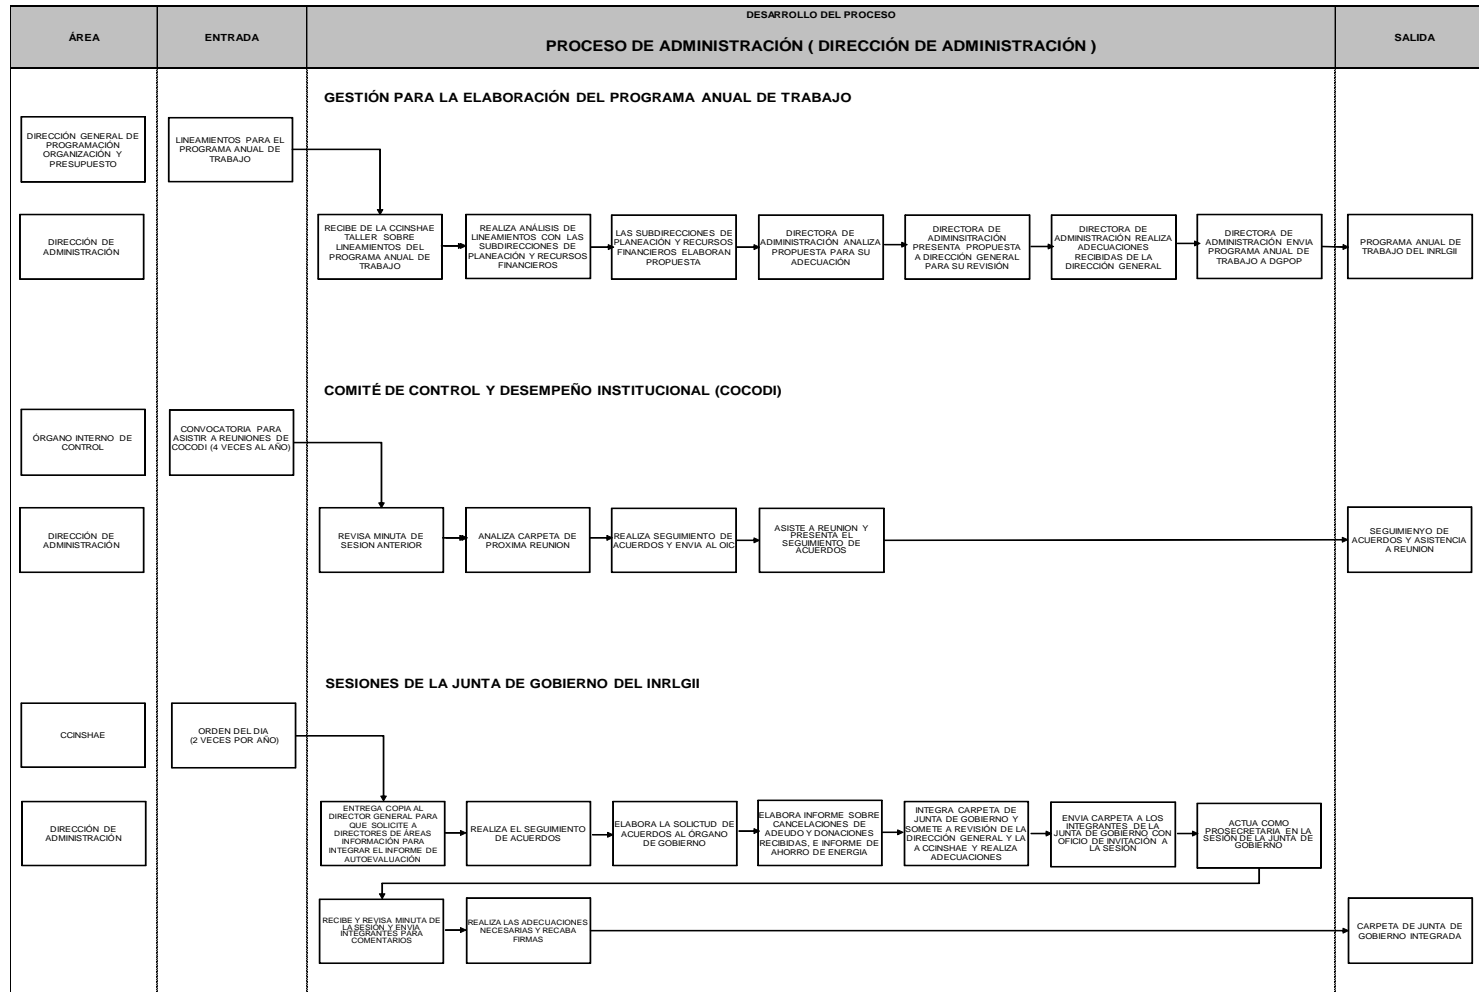 ÁREA
ENTRADA
DESARROLLO DEL PROCESO
PROCESO DE ADMINISTRACIÓN ( DIRECCIÓN DE ADMINISTRACIÓN )
SALIDA
GESTIÓN PARA LA ELABORACIÓN DEL PROGRAMA ANUAL DE TRABAJO
DIRECCIÓN GENERAL DE
PROGRAMACIÓN
ORGANIZACIÓN Y
PRESUPUESTO
LINEAMIENTOS PARA EL
PROGRAMA ANUAL DE
TRABAJO
DIRECCIÓN DE
ADMINISTRACIÓN
RECIBE DE LA CCINSHAE
TALLER SOBRE
LINEAMIENTOS DEL
PROGRAMA ANUAL DE
TRABAJO
REALIZA ANÁLISIS DE
LINEAMIENTOS CON LAS
SUBDIRECCIONES DE
PLANEACIÓN Y RECURSOS
FINANCIEROS
LAS SUBDIRECCIONES DE
PLANEACIÓN Y RECURSOS
FINANCIEROS ELABORAN
PROPUESTA
DIRECTORA DE
ADIMINISTRACIÓN ANALIZA
PROPUESTA PARA SU
ADECUACIÓN
DIRECTORA DE
ADIMINSITRACIÓN
PRESENTA PROPUESTA
A DIRECCIÓN GENERAL
PARA SU REVISIÓN
DIRECTORA DE
ADMINISTRACIÓN REALIZA
ADECUACIONES
RECIBIDAS DE LA
DIRECCIÓN GENERAL
DIRECTORA DE
ADMINISTRACIÓN ENVIA
PROGRAMA ANUAL DE
TRABAJO A DGPOP
PROGRAMA ANUAL DE
TRABAJO DEL INRLGII
COMITÉ DE CONTROL Y DESEMPEÑO INSTITUCIONAL (COCODI)
ÓRGANO INTERNO DE
CONTROL
CONVOCATORIA PARA
ASISTIR A REUNIONES DE
COCODI (4 VECES AL AÑO)
DIRECCIÓN DE
ADMINISTRACIÓN
REVISA MINUTA DE
SESION ANTERIOR
ANALIZA CARPETA DE
PROXIMA REUNION
REALIZA SEGUIMIENTO DE
ACUERDOS Y ENVIA AL OIC
ASISTE A REUNION Y
PRESENTA EL
SEGUIMIENTO DE
ACUERDOS
SEGUIMIENYO DE
ACUERDOS Y ASISTENCIA
A REUNION
SESIONES DE LA JUNTA DE GOBIERNO DEL INRLGII
CCINSHAE
ORDEN DEL DIA
(2 VECES POR AÑO)
DIRECCIÓN DE
ADMINISTRACIÓN
ENTREGA COPIA AL
DIRECTOR GENERAL PARA
QUE SOLICITE A
DIRECTORES DE ÁREAS
INFORMACIÓN PARA
INTEGRAR EL INFORME DE
AUTOEVALUACIÓN
REALIZA EL SEGUIMIENTO
DE ACUERDOS
ELABORA LA SOLICTUD DE
ACUERDOS AL ÓRGANO
DE GOBIERNO
ELABORA INFORME SOBRE
CANCELACIONES DE
ADEUDO Y DONACIONES
RECIBIDAS, E INFORME DE
AHORRO DE ENERGIA
INTEGRA CARPETA DE
JUNTA DE GOBIERNO Y
SOMETE A REVISIÓN DE LA
DIRECCIÓN GENERAL Y LA
A CCINSHAE Y REALIZA
ADECUACIONES
ENVIA CARPETA A LOS
INTEGRANTES DE LA
JUNTA DE GOBIERNO CON
OFICIO DE INVITACIÓN A
LA SESIÓN
ACTUA COMO
PROSECRETARIA EN LA
SESIÓN DE LA JUNTA DE
GOBIERNO
RECIBE Y REVISA MINUTA DE
LA SESIÓN Y ENVIA
INTEGRANTES PARA
COMENTARIOS
REALIZA LAS ADECUACIONES
NECESARIAS Y RECABA
FIRMAS
CARPETA DE JUNTA DE
GOBIERNO INTEGRADA